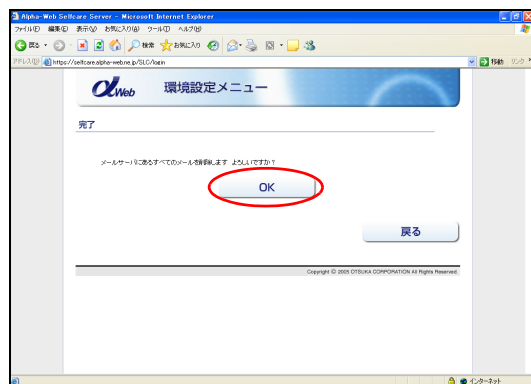 Alpha-Web Selfcare Server - Microsoft Internet Explorer
ファイル(F) 編集(E) 表示(V) お気に入り(A) ツール(T) ヘルプ(H)
戻る 検索 お気に入り
アドレス(D) https://selfcare.alpha-web.ne.jp/SLC/login 移動 リンク »
αWeb 環境設定メニュー
完了
メールサーバにあるすべてのメールを削除します よろしいですか?
OK
戻る
Copyright (C) 2005 OTSUKA CORPORATION All Rights Reserved.
インターネット